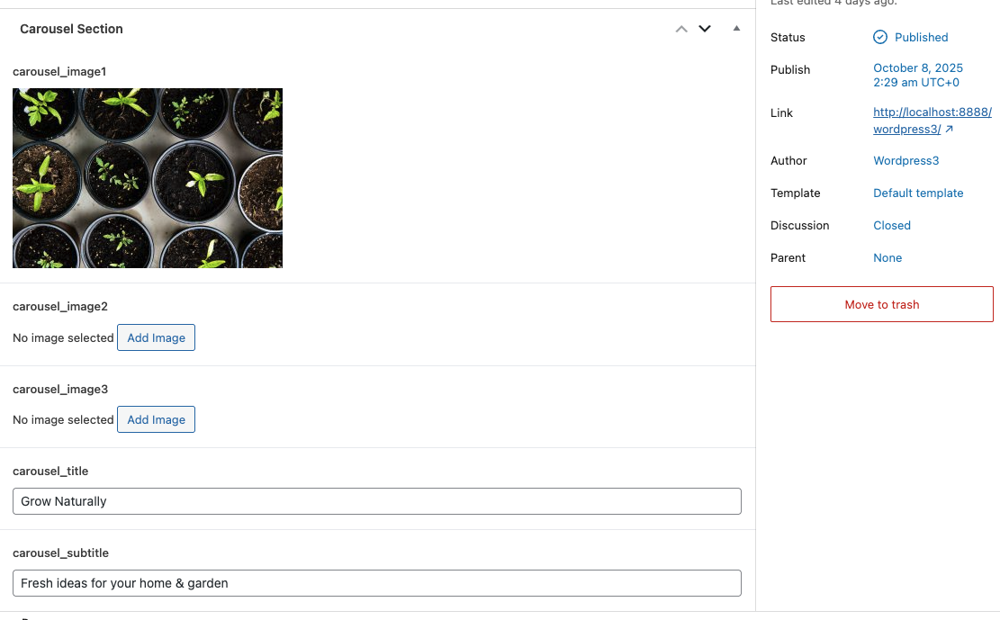 Carousel Section
carousel_image1
carousel_image2
No image selected Add Image
carousel_image3
No image selected Add Image
carousel_title
Grow Naturally
carousel_subtitle
Fresh ideas for your home & garden
Last edited 4 days ago.
Status Published
Publish October 8, 2025
2:29 am UTC+0
Link http://localhost:8888/
wordpress3/ ↗
Author Wordpress3
Template Default template
Discussion Closed
Parent None
Move to trash